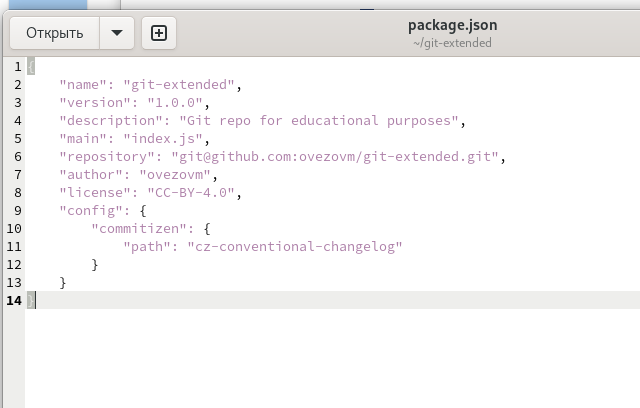 Открыть
package.json
~/git-extended
1 {
2 "name": "git-extended",
3 "version": "1.0.0",
4 "description": "Git repo for educational purposes",
5 "main": "index.js",
6 "repository": "git@github.com:ovezovm/git-extended.git",
7 "author": "ovezovm",
8 "license": "CC-BY-4.0",
9 "config": {
10 "commitizen": {
11 "path": "cz-conventional-changelog"
12 }
13 }
14 }